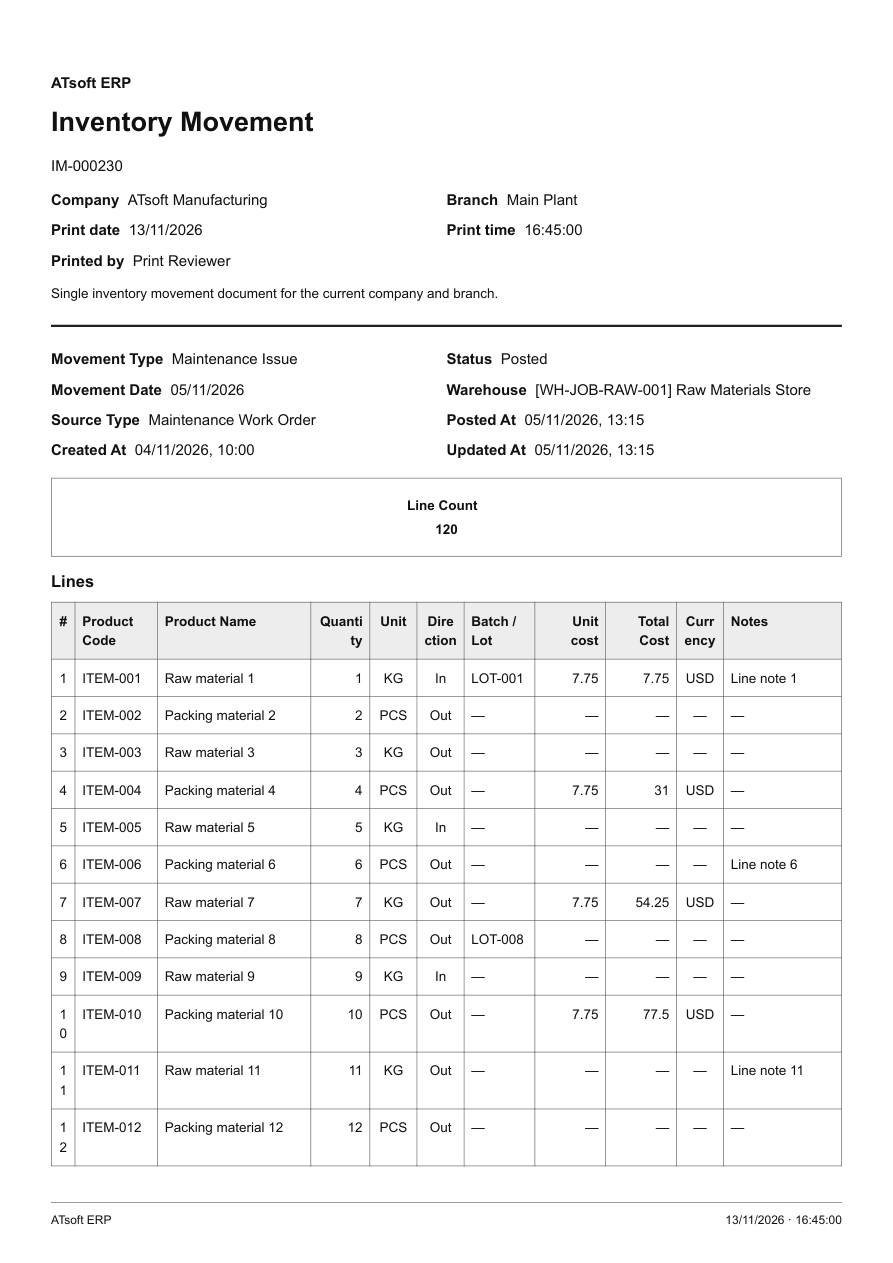 ATsoft ERP
Inventory Movement
IM-000230
Company ATsoft Manufacturing Branch Main Plant
Print date 13/11/2026 Print time 16:45:00
Printed by Print Reviewer
Single inventory movement document for the current company and branch.
Movement Type Maintenance Issue Status Posted
Movement Date 05/11/2026 Warehouse [WH-JOB-RAW-001] Raw Materials Store
Source Type Maintenance Work Order Posted At 05/11/2026, 13:15
Created At 04/11/2026, 10:00 Updated At 05/11/2026, 13:15
Line Count
120
Lines
# Product Product Name Quanti Unit Dire Batch / Unit Total Curr Notes
Code ty ction Lot cost Cost ency
1 ITEM-001 Raw material 1 1 KG In LOT-001 7.75 7.75 USD Line note 1
2 ITEM-002 Packing material 2 2 PCS Out — — — — —
3 ITEM-003 Raw material 3 3 KG Out — — — — —
4 ITEM-004 Packing material 4 4 PCS Out — 7.75 31 USD —
5 ITEM-005 Raw material 5 5 KG In — — — — —
6 ITEM-006 Packing material 6 6 PCS Out — — — — Line note 6
7 ITEM-007 Raw material 7 7 KG Out — 7.75 54.25 USD —
8 ITEM-008 Packing material 8 8 PCS Out LOT-008 — — — —
9 ITEM-009 Raw material 9 9 KG In — — — — —
1 ITEM-010 Packing material 10 10 PCS Out — 7.75 77.5 USD —
0
1 ITEM-011 Raw material 11 11 KG Out — — — — Line note 11
1
1 ITEM-012 Packing material 12 12 PCS Out — — — — —
2
ATsoft ERP 13/11/2026 · 16:45:00